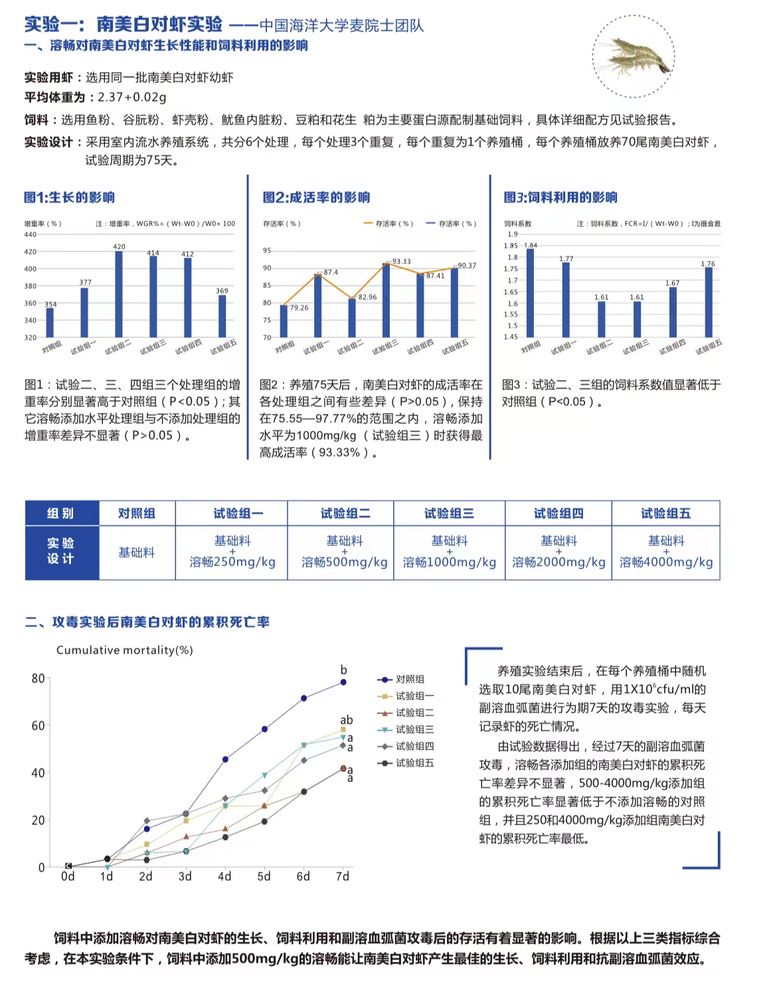 实验一：南美白对虾实验 ——中国海洋大学麦院士团队
一、溶畅对南美白对虾生长性能和饲料利用的影响
实验用虾：选用同一批南美白对虾幼虾
平均体重为：2.37+0.02g
饲料：选用鱼粉、谷朊粉、虾壳粉、鱿鱼内脏粉、豆粕和花生 粕为主要蛋白源配制基础饲料，具体详细配方见试验报告。
实验设计：采用室内流水养殖系统，共分6个处理，每个处理3个重复，每个重复为1个养殖桶，每个养殖桶放养70尾南美白对虾，
试验周期为75天。
图1:生长的影响
增重率（%） 注：增重率，WGR%=（Wt-W0）/W0×100
440
420
400
380
360
340
320
354
377
420
414
412
369
对照组
试验组一
试验组二
试验组三
试验组四
试验组五
图1：试验二、三、四组三个处理组的增
重率分别显著高于对照组（P<0.05）；其
它溶畅添加水平处理组与不添加处理组的
增重率差异不显著（P>0.05）。
图2:成活率的影响
存活率（%） 存活率（%） 存活率（%）
95
90
85
80
75
70
79.26
87.4
82.96
93.33
87.41
90.37
对照组
试验组一
试验组二
试验组三
试验组四
试验组五
图2：养殖75天后，南美白对虾的成活率在
各处理组之间有些差异（P>0.05），保持
在75.55—97.77%的范围之内，溶畅添加
水平为1000mg/kg（试验组三）时获得最
高成活率（93.33%）。
图3:饲料利用的影响
饲料系数 注：饲料系数，FCR=I/（Wt-W0）；I为摄食最
1.9
1.85
1.8
1.75
1.7
1.65
1.6
1.55
1.5
1.45
1.84
1.77
1.61
1.61
1.67
1.76
对照组
试验组一
试验组二
试验组三
试验组四
试验组五
图3：试验二、三组的饲料系数值显著低于
对照组（P<0.05）。
组别 对照组 试验组一 试验组二 试验组三 试验组四 试验组五
实验
设计
基础料
基础料
+
溶畅250mg/kg
基础料
+
溶畅500mg/kg
基础料
+
溶畅1000mg/kg
基础料
+
溶畅2000mg/kg
基础料
+
溶畅4000mg/kg
二、攻毒实验后南美白对虾的累积死亡率
Cumulative mortality(%)
80
60
40
20
0
0d 1d 2d 3d 4d 5d 6d 7d
b
ab
a
a
a
a
对照组
试验组一
试验组二
试验组三
试验组四
试验组五
养殖实验结束后，在每个养殖桶中随机
选取10尾南美白对虾，用1X10⁶cfu/ml的
副溶血弧菌进行为期7天的攻毒实验，每天
记录虾的死亡情况。
由试验数据得出，经过7天的副溶血弧菌
攻毒，溶畅各添加组的南美白对虾的累积死
亡率差异不显著，500-4000mg/kg添加组
的累积死亡率显著低于不添加溶畅的对照
组，并且250和4000mg/kg添加组南美白对
虾的累积死亡率最低。
饲料中添加溶畅对南美白对虾的生长、饲料利用和副溶血弧菌攻毒后的存活有着显著的影响。根据以上三类指标综合
考虑，在本实验条件下，饲料中添加500mg/kg的溶畅能让南美白对虾产生最佳的生长、饲料利用和抗副溶血弧菌效应。